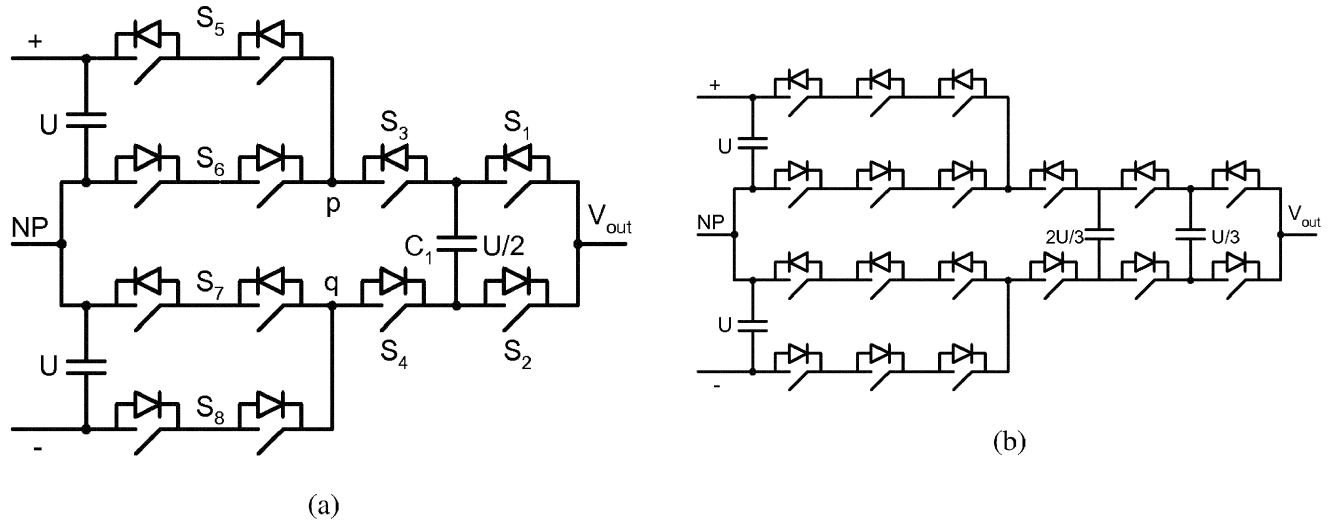 S5
+
U
S6
S3
S1
p
NP
Vout
C1 U/2
S7
q
U
S4
S2
S8
-
(a)
+
U
NP
2U/3
U/3
Vout
U
-
(b)